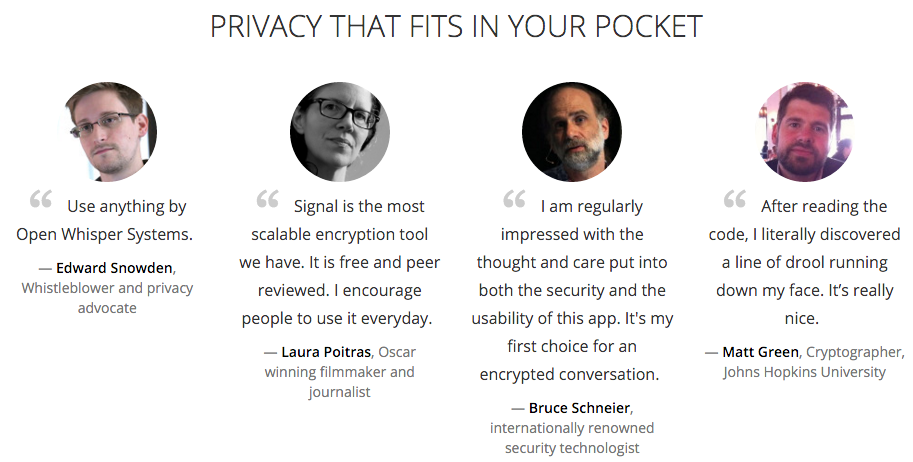 PRIVACY THAT FITS IN YOUR POCKET
“ Use anything by
Open Whisper Systems.
— Edward Snowden,
Whistleblower and privacy
advocate
“ Signal is the most
scalable encryption tool
we have. It is free and peer
reviewed. I encourage
people to use it everyday.
— Laura Poitras, Oscar
winning filmmaker and
journalist
“ I am regularly
impressed with the
thought and care put into
both the security and the
usability of this app. It's my
first choice for an
encrypted conversation.
— Bruce Schneier,
internationally renowned
security technologist
“ After reading the
code, I literally discovered
a line of drool running
down my face. It’s really
nice.
— Matt Green, Cryptographer,
Johns Hopkins University